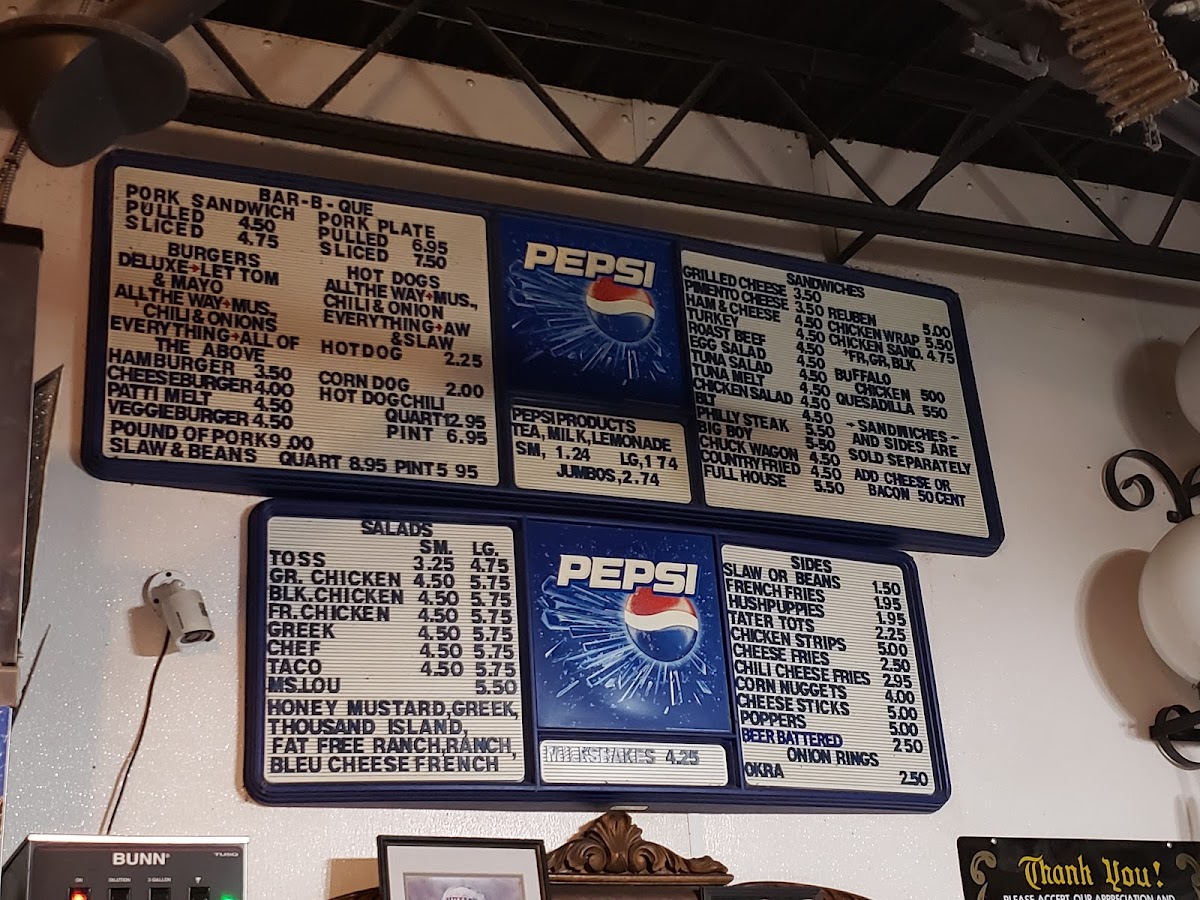 BAR-B-QUE
PORK SANDWICH PORK PLATE
PULLED 4.50 PULLED 6.95
SLICED 4.75 SLICED 7.50
BURGERS
DELUXE+LET TOM
& MAYO
ALL THE WAY+MUS.,
CHILI & ONIONS
EVERYTHING+ALL OF
THE ABOVE
HAMBURGER 3.50
CHEESEBURGER 4.00
PATTI MELT 4.50
VEGGIEBURGER 4.50
HOT DOGS
ALL THE WAY+MUS.,
CHILI & ONION
EVERYTHING+AW
& SLAW
HOTDOG 2.25
CORN DOG 2.00
HOT DOG CHILI
QUART 12.95
PINT 6.95
POUND OF PORK 9.00
SLAW & BEANS QUART 8.95 PINT 5 95
PEPSI
PEPSI PRODUCTS
TEA, MILK, LEMONADE
SM, 1.24 LG, 1 74
JUMBOS, 2.74
SANDWICHES
GRILLED CHEESE 3.50
PIMENTO CHEESE 3.50
HAM & CHEESE 4.50
TURKEY 4.50
ROAST BEEF 4.50
EGG SALAD 4.50
TUNA SALAD 4.50
TUNA MELT 4.50
CHICKEN SALAD 4.50
BLT 4.50
PHILLY STEAK 5.50
BIG BOY 5.50
CHUCK WAGON 4.50
COUNTRY FRIED 4.50
FULL HOUSE 5.50
REUBEN 5.00
CHICKEN WRAP 5.50
CHICKEN SAND. 4.75
*FR, GR, BLK
BUFFALO
CHICKEN 500
QUESADILLA 550
- SANDWICHES -
AND SIDES ARE
SOLD SEPARATELY
ADD CHEESE OR
BACON 50 CENT
SALADS
SM. LG.
TOSS 3.25 4.75
GR. CHICKEN 4.50 5.75
BLK.CHICKEN 4.50 5.75
FR.CHICKEN 4.50 5.75
GREEK 4.50 5.75
CHEF 4.50 5.75
TACO 4.50 5.75
MS.LOU 5.50
HONEY MUSTARD, GREEK,
THOUSAND ISLAND,
FAT FREE RANCH, RANCH,
BLEU CHEESE FRENCH
PEPSI
MILKSHAKES 4.25
SIDES
SLAW OR BEANS 1.50
FRENCH FRIES 1.95
HUSHPUPPIES 1.95
TATER TOTS 2.25
CHICKEN STRIPS 5.00
CHEESE FRIES 2.50
CHILI CHEESE FRIES 2.95
CORN NUGGETS 4.00
CHEESE STICKS 5.00
POPPERS 5.00
BEER BATTERED 2 50
ONION RINGS
OKRA 2.50
BUNN
ON
DILUTION
3-GALLON
Thank You!
PLEASE ACCEPT OUR APPRECIATION AND